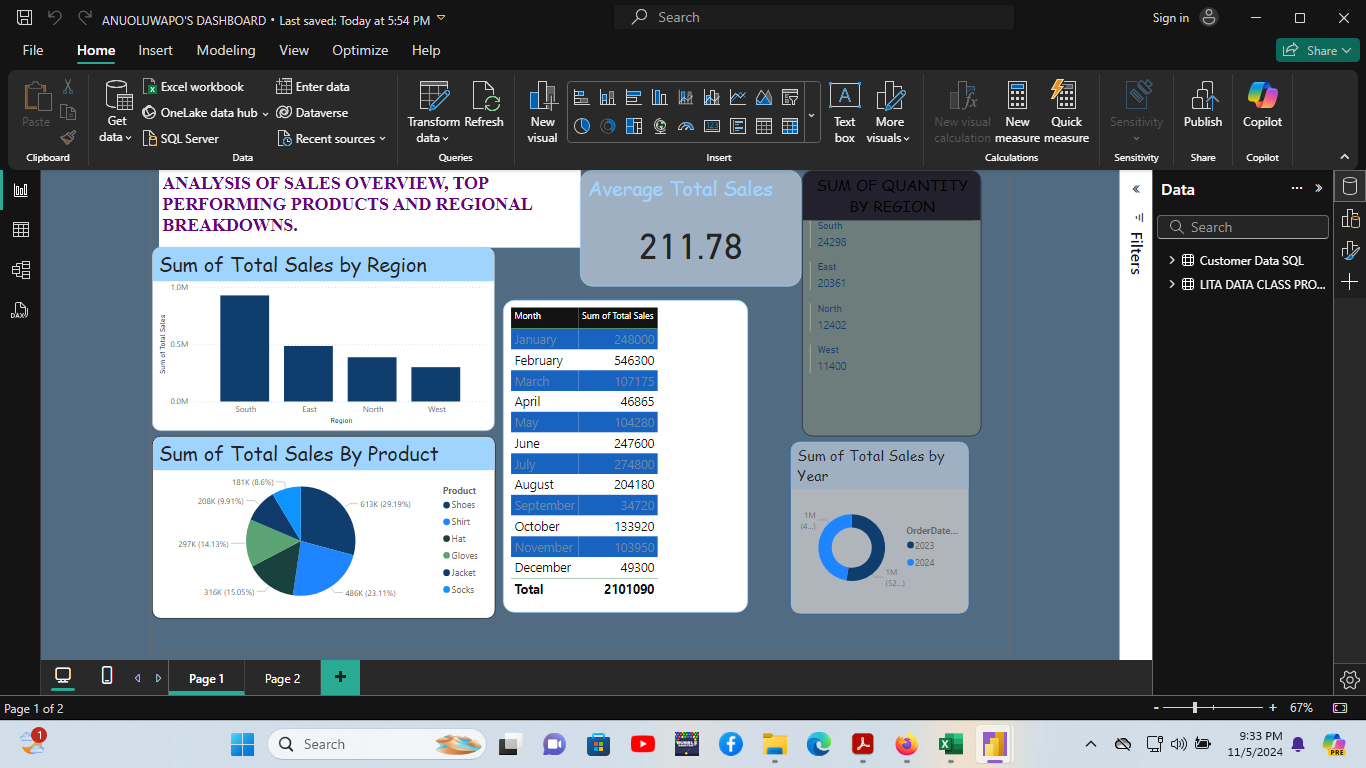 ANUOLUWAPO'S DASHBOARD • Last saved: Today at 5:54 PM
Search
Sign in
File
Home
Insert
Modeling
View
Optimize
Help
Share
Paste
Clipboard
Get data
Excel workbook
OneLake data hub
SQL Server
Enter data
Dataverse
Recent sources
Data
Transform data
Refresh
Queries
New visual
Text box
More visuals
Insert
New visual calculation
New measure
Quick measure
Calculations
Sensitivity
Sensitivity
Publish
Share
Copilot
Copilot
ANALYSIS OF SALES OVERVIEW, TOP
PERFORMING PRODUCTS AND REGIONAL
BREAKDOWNS.
Average Total Sales
211.78
SUM OF QUANTITY
BY REGION
South
24298
East
20361
North
12402
West
11400
Sum of Total Sales by Region
1.0M
0.5M
0.0M
Sum of Total Sales
South East North West
Region
Month Sum of Total Sales
January 248000
February 546300
March 107175
April 46865
May 104280
June 247600
July 274800
August 204180
September 34720
October 133920
November 103950
December 49300
Total 2101090
Sum of Total Sales By Product
181K (8.6%)
208K (9.91%)
297K (14.13%)
316K (15.05%)
613K (29.19%)
486K (23.11%)
Product
Shoes
Shirt
Hat
Gloves
Jacket
Socks
Sum of Total Sales by
Year
1M
(4...)
1M
(52...)
OrderDate...
2023
2024
Filters
Data
Search
Customer Data SQL
LITA DATA CLASS PRO...
DAX
Page 1
Page 2
Page 1 of 2
- + 67%
1
Search
9:33 PM
11/5/2024
PRE